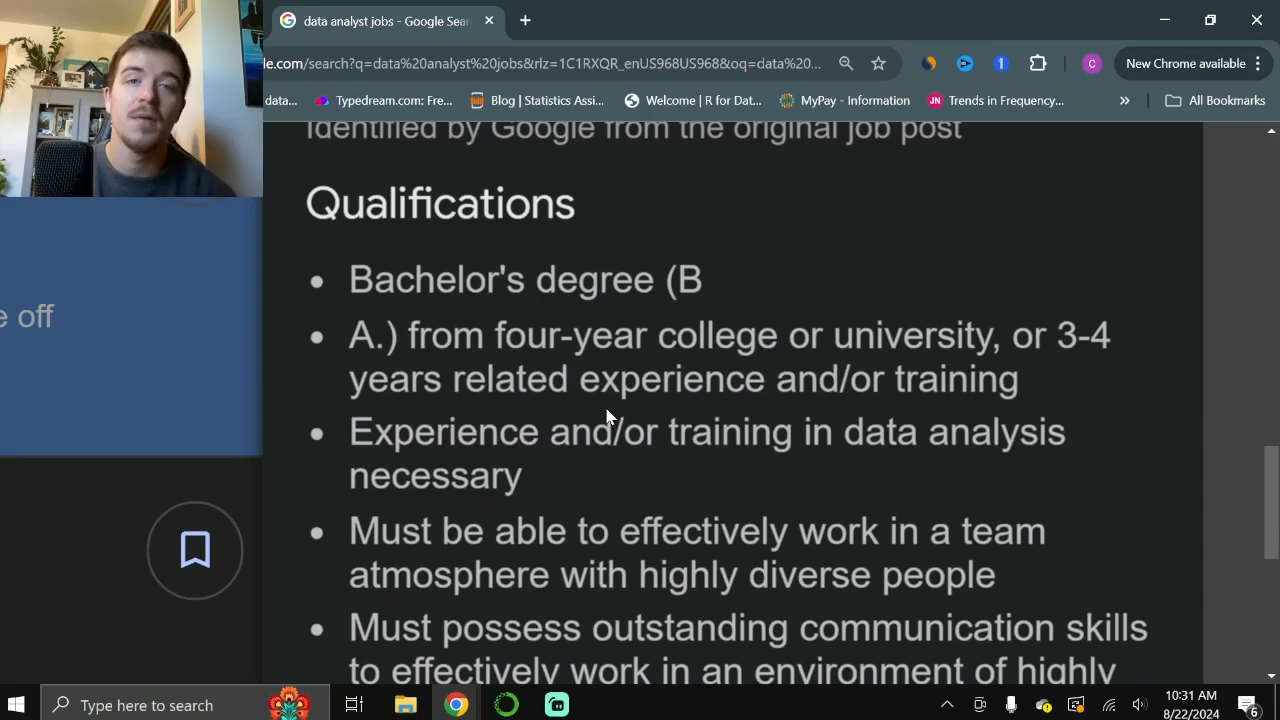 data analyst jobs - Google Sear
le.com/search?q=data%20analyst%20jobs&rlz=1C1RXQR_enUS968US968&oq=data%20...
1
C
New Chrome available
data...
Typedream.com: Fre...
Blog | Statistics Assi...
Welcome | R for Dat...
MyPay - Information
JN
Trends in Frequency...
All Bookmarks
Identified by Google from the original job post
Qualifications
Bachelor's degree (B
A.) from four-year college or university, or 3-4
years related experience and/or training
Experience and/or training in data analysis
necessary
Must be able to effectively work in a team
atmosphere with highly diverse people
Must possess outstanding communication skills
to effectively work in an environment of highly
e off
Type here to search
10:31 AM
8/22/2024
6